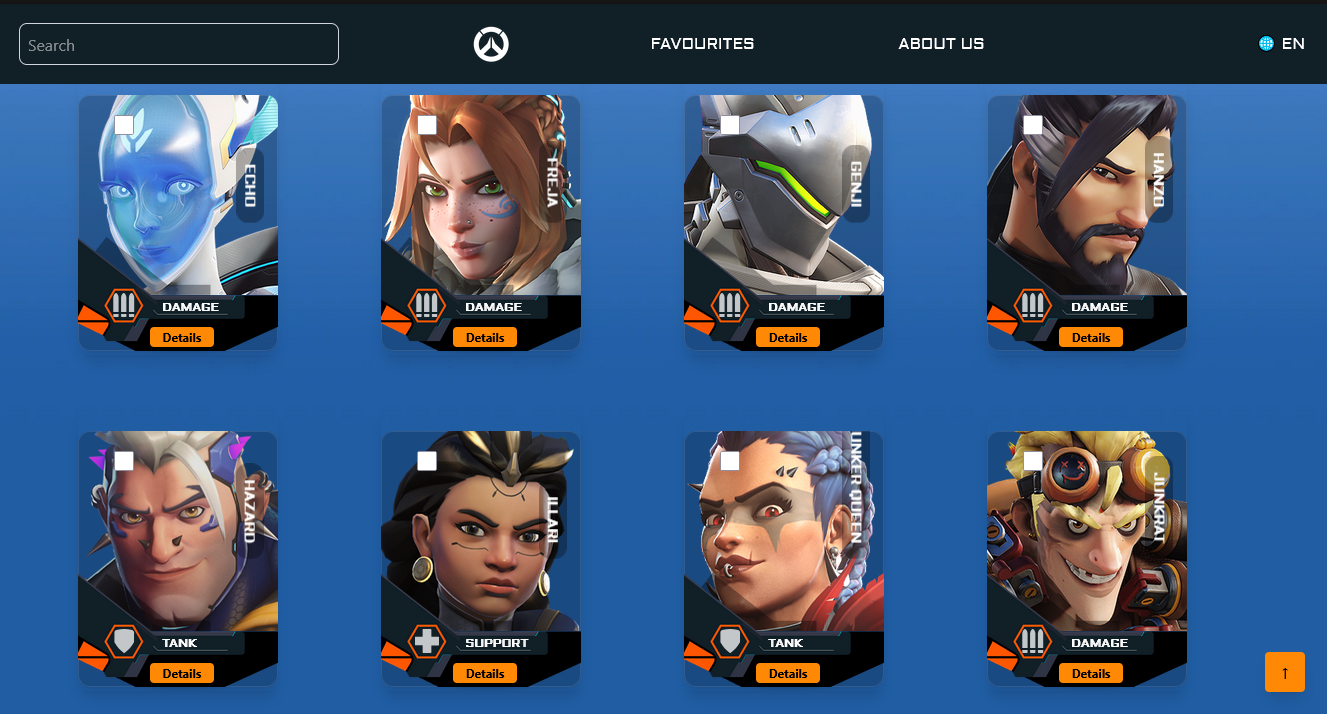 Search
FAVOURITES
ABOUT US
EN
ECHO
FREJA
GENJI
HANZO
DAMAGE
DAMAGE
DAMAGE
DAMAGE
Details
Details
Details
Details
HAZARD
ILLARI
UNKER QUEEN
JUNKRAT
TANK
SUPPORT
TANK
DAMAGE
Details
Details
Details
Details
↑